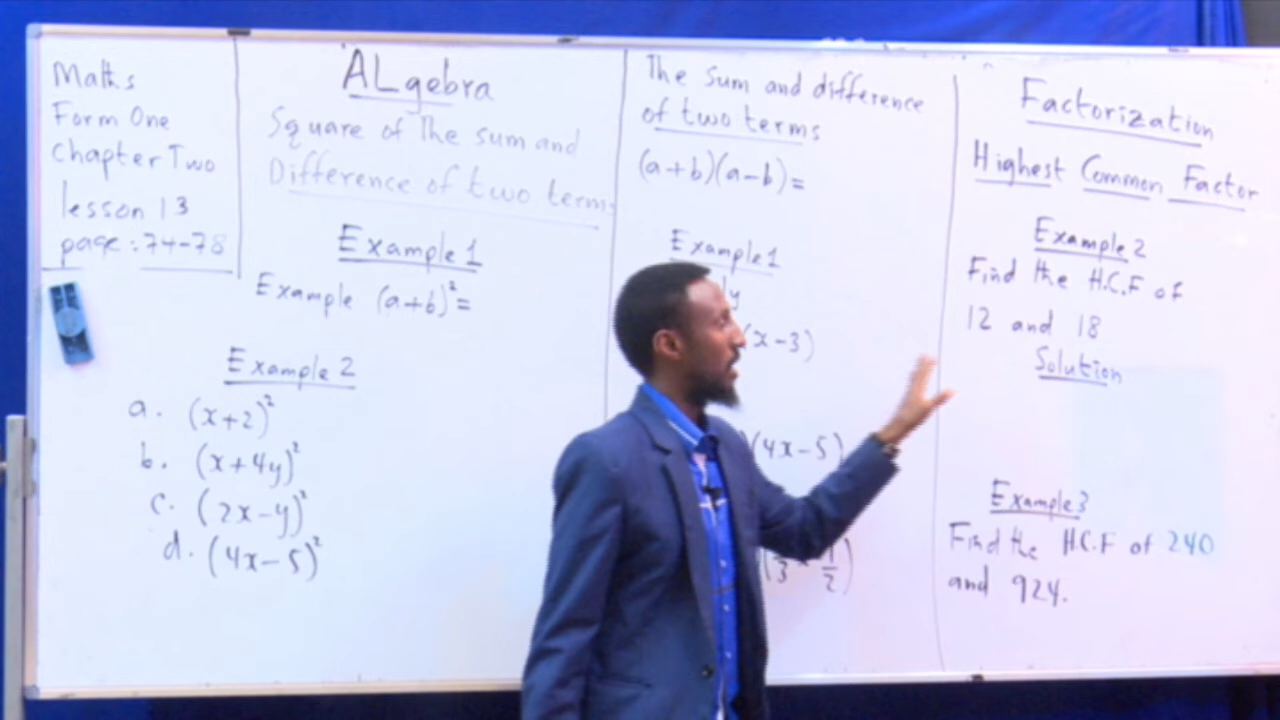 Maths
Form One
Chapter Two
lesson 13
page: 74-78
ALgebra
Square of The sum and
Difference of two terms
Example 1
Example (a+b)²=
Example 2
a. (x+2)²
b. (x+4y)²
c. (2x-y)²
d. (4x-5)²
The sum and difference
of two terms
(a+b)(a-b)=
Example 1
(x-3)
(4x-5)
Factorization
Highest Common Factor
Example 2
Find the H.C.F of
12 and 18
Solution
Example 3
Find the H.C.F of 240
and 924.